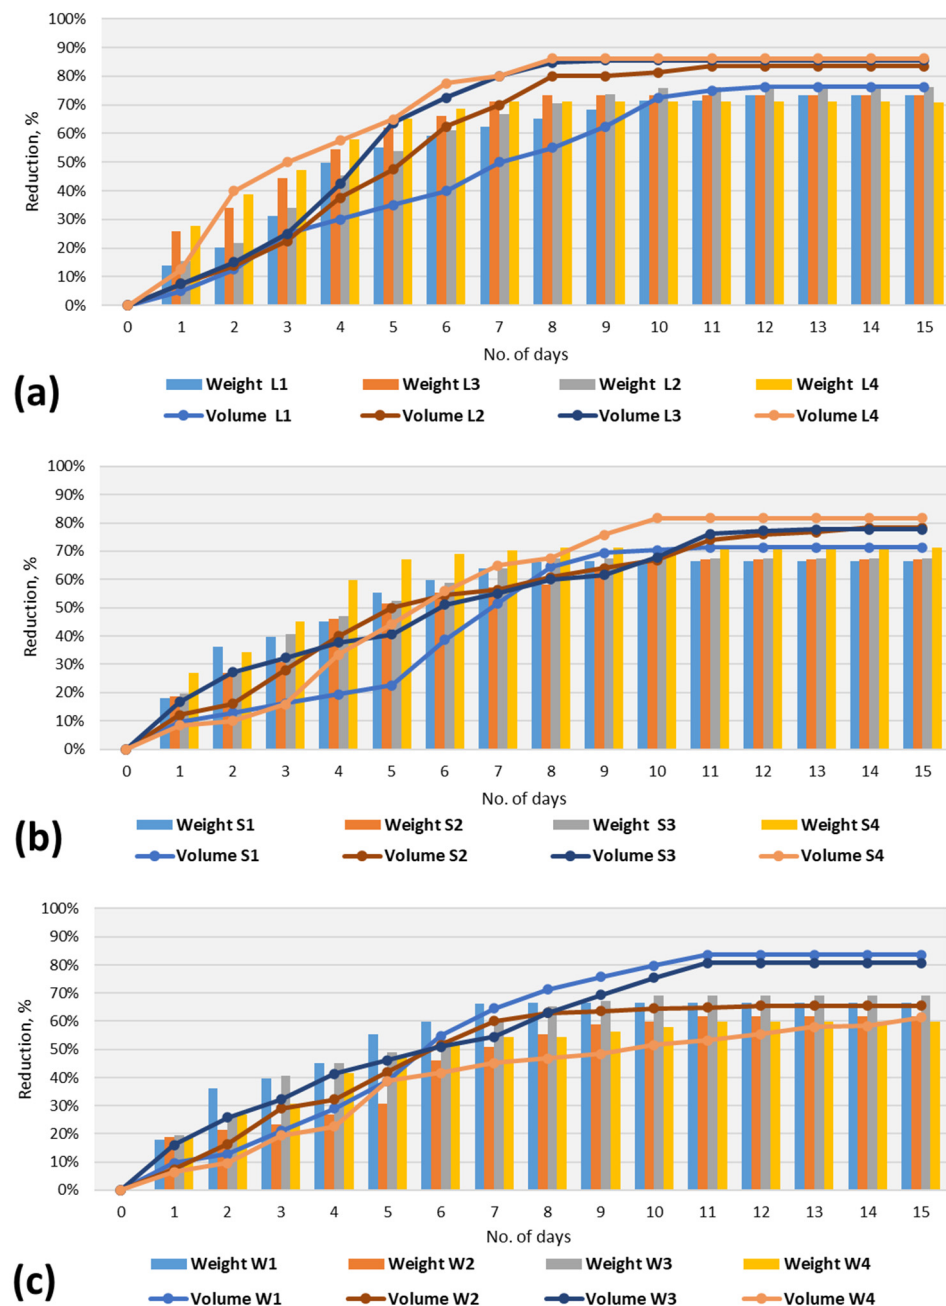 100%
90%
80%
70%
60%
50%
40%
30%
20%
10%
0%
Reduction, %
0 1 2 3 4 5 6 7 8 9 10 11 12 13 14 15
No. of days
(a)
Weight L1 Weight L3 Weight L2 Weight L4
Volume L1 Volume L2 Volume L3 Volume L4
100%
90%
80%
70%
60%
50%
40%
30%
20%
10%
0%
Reduction, %
0 1 2 3 4 5 6 7 8 9 10 11 12 13 14 15
No. of days
(b)
Weight S1 Weight S2 Weight S3 Weight S4
Volume S1 Volume S2 Volume S3 Volume S4
100%
90%
80%
70%
60%
50%
40%
30%
20%
10%
0%
Reduction, %
0 1 2 3 4 5 6 7 8 9 10 11 12 13 14 15
No. of days
(c)
Weight W1 Weight W2 Weight W3 Weight W4
Volume W1 Volume W2 Volume W3 Volume W4